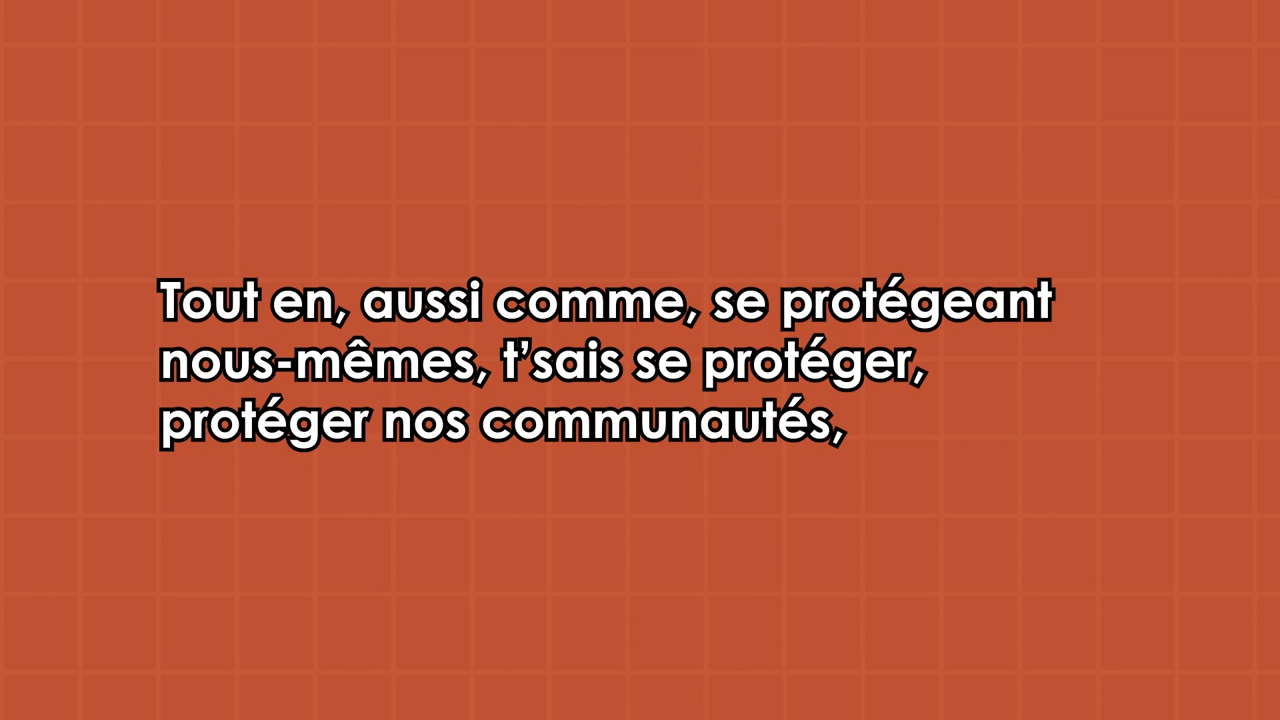 Tout en, aussi comme, se protégeant
nous-mêmes, t’sais se protéger,
protéger nos communautés,